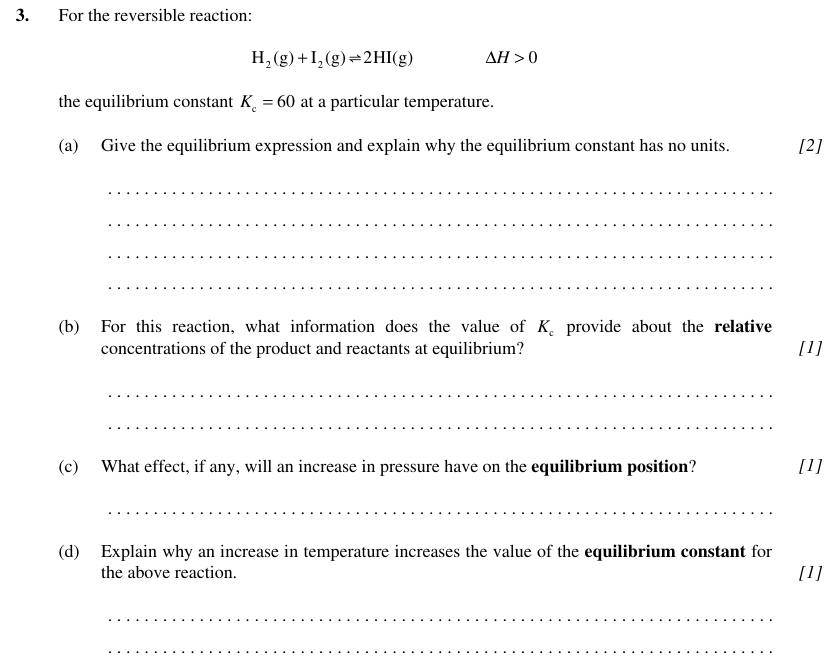 3. For the reversible reaction:
H₂(g)+I₂(g)⇌2HI(g) ΔH > 0
the equilibrium constant K꜀ = 60 at a particular temperature.
(a) Give the equilibrium expression and explain why the equilibrium constant has no units. [2]
(b) For this reaction, what information does the value of K꜀ provide about the relative
concentrations of the product and reactants at equilibrium? [1]
(c) What effect, if any, will an increase in pressure have on the equilibrium position? [1]
(d) Explain why an increase in temperature increases the value of the equilibrium constant for
the above reaction. [1]